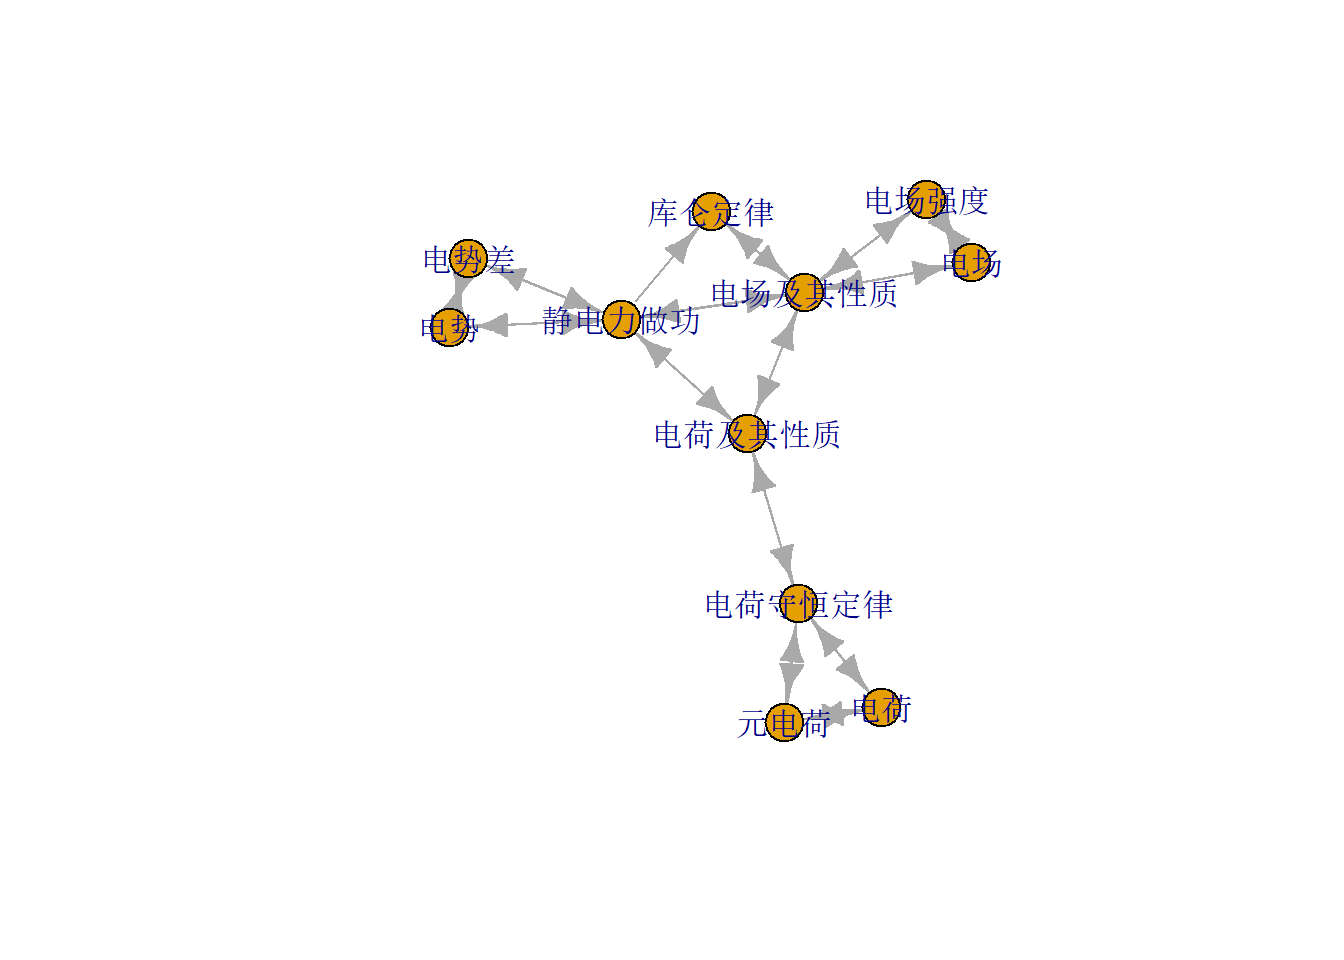 电场强度
库仑定律
电势差
电场
电场及其性质
静电力做功
电势
电荷及其性质
电荷守恒定律
电荷
元电荷